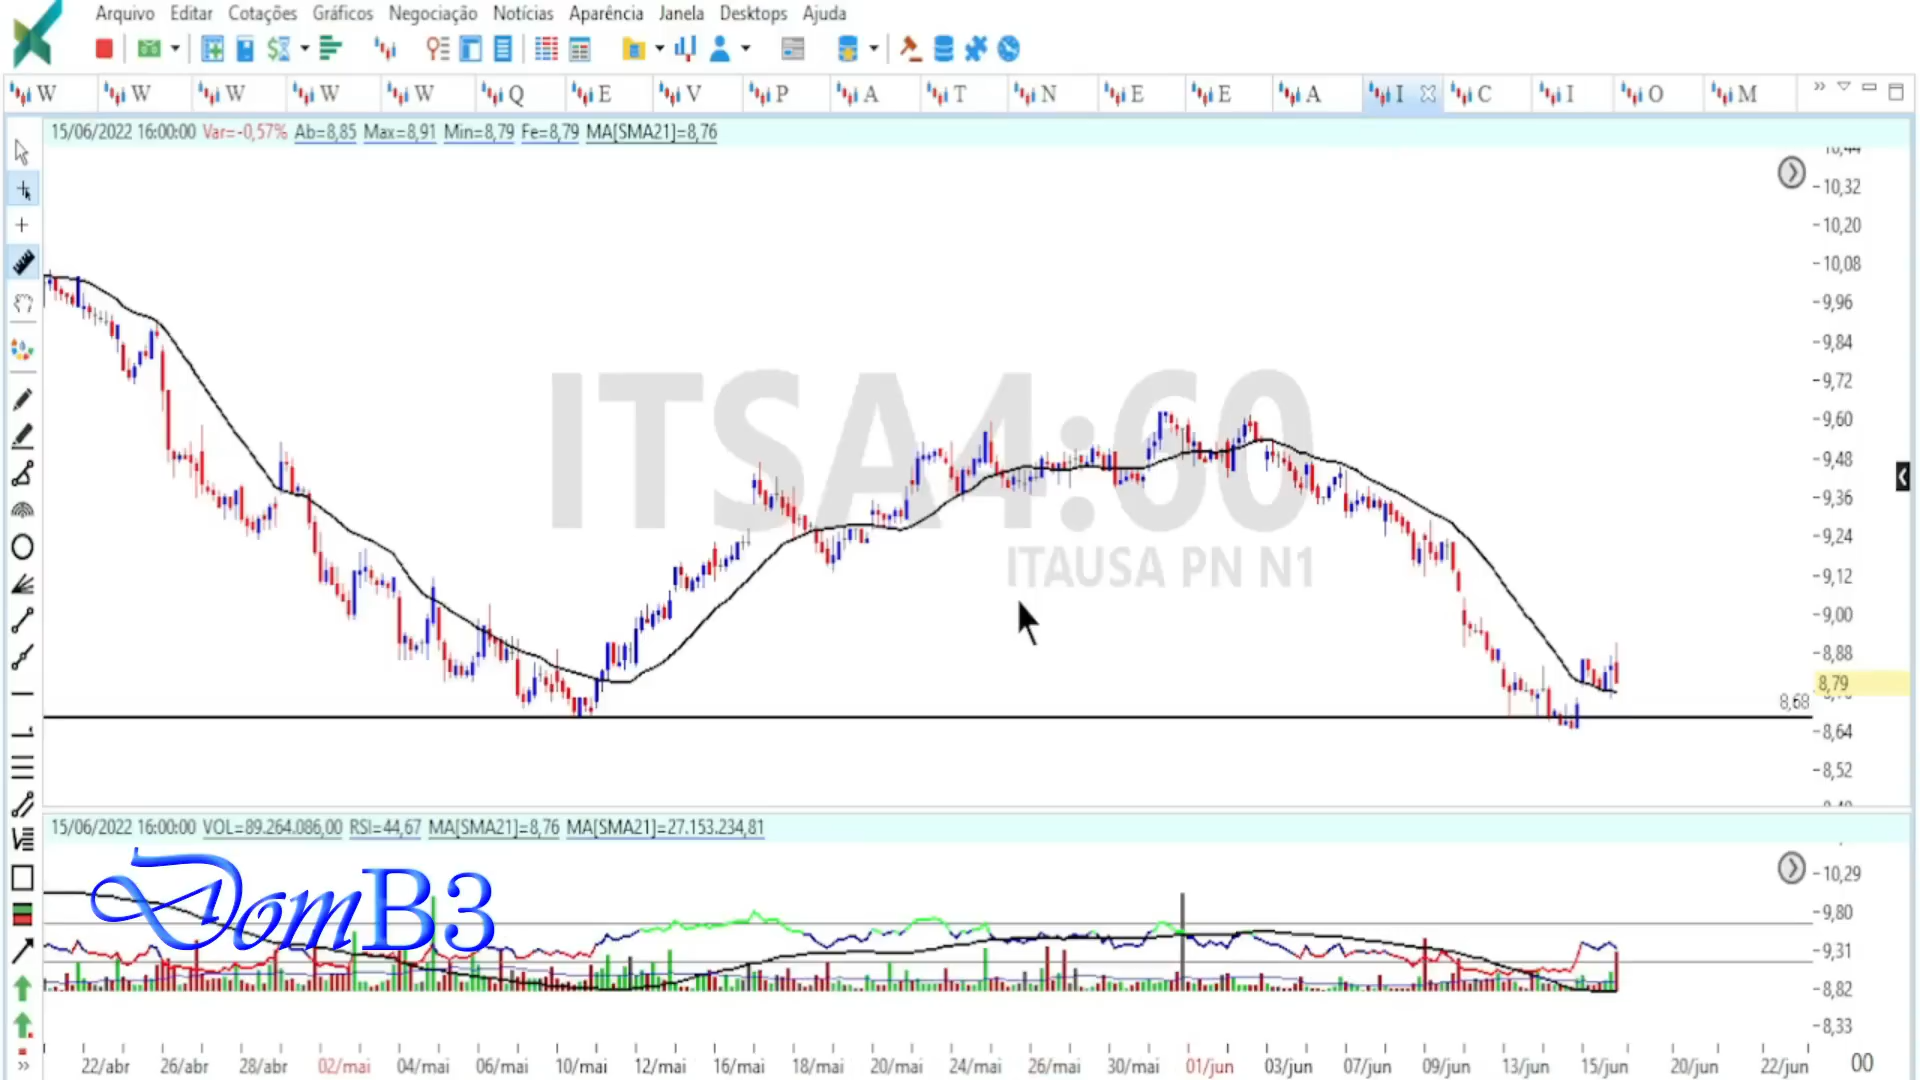 Arquivo Editar Cotações Gráficos Negociação Notícias Aparência Janela Desktops Ajuda
W W W W W Q E V P A T N E E A I C I O M
15/06/2022 16:00:00 Var=-0,57% Ab=8,85 Max=8,91 Min=8,79 Fe=8,79 MA[SMA21]=8,76
10,44
10,32
10,20
10,08
9,96
9,84
9,72
9,60
9,48
9,36
9,24
9,12
9,00
8,88
8,79
8,68
8,64
8,52
ITSA4:60
ITAUSA PN N1
15/06/2022 16:00:00 VOL=89.264.086,00 RSI=44,67 MA[SMA21]=8,76 MA[SMA21]=27.153.234,81
DomB3
10,29
9,80
9,31
8,82
8,33
22/abr 26/abr 28/abr 02/mai 04/mai 06/mai 10/mai 12/mai 16/mai 18/mai 20/mai 24/mai 26/mai 30/mai 01/jun 03/jun 07/jun 09/jun 13/jun 15/jun 20/jun 22/jun 00